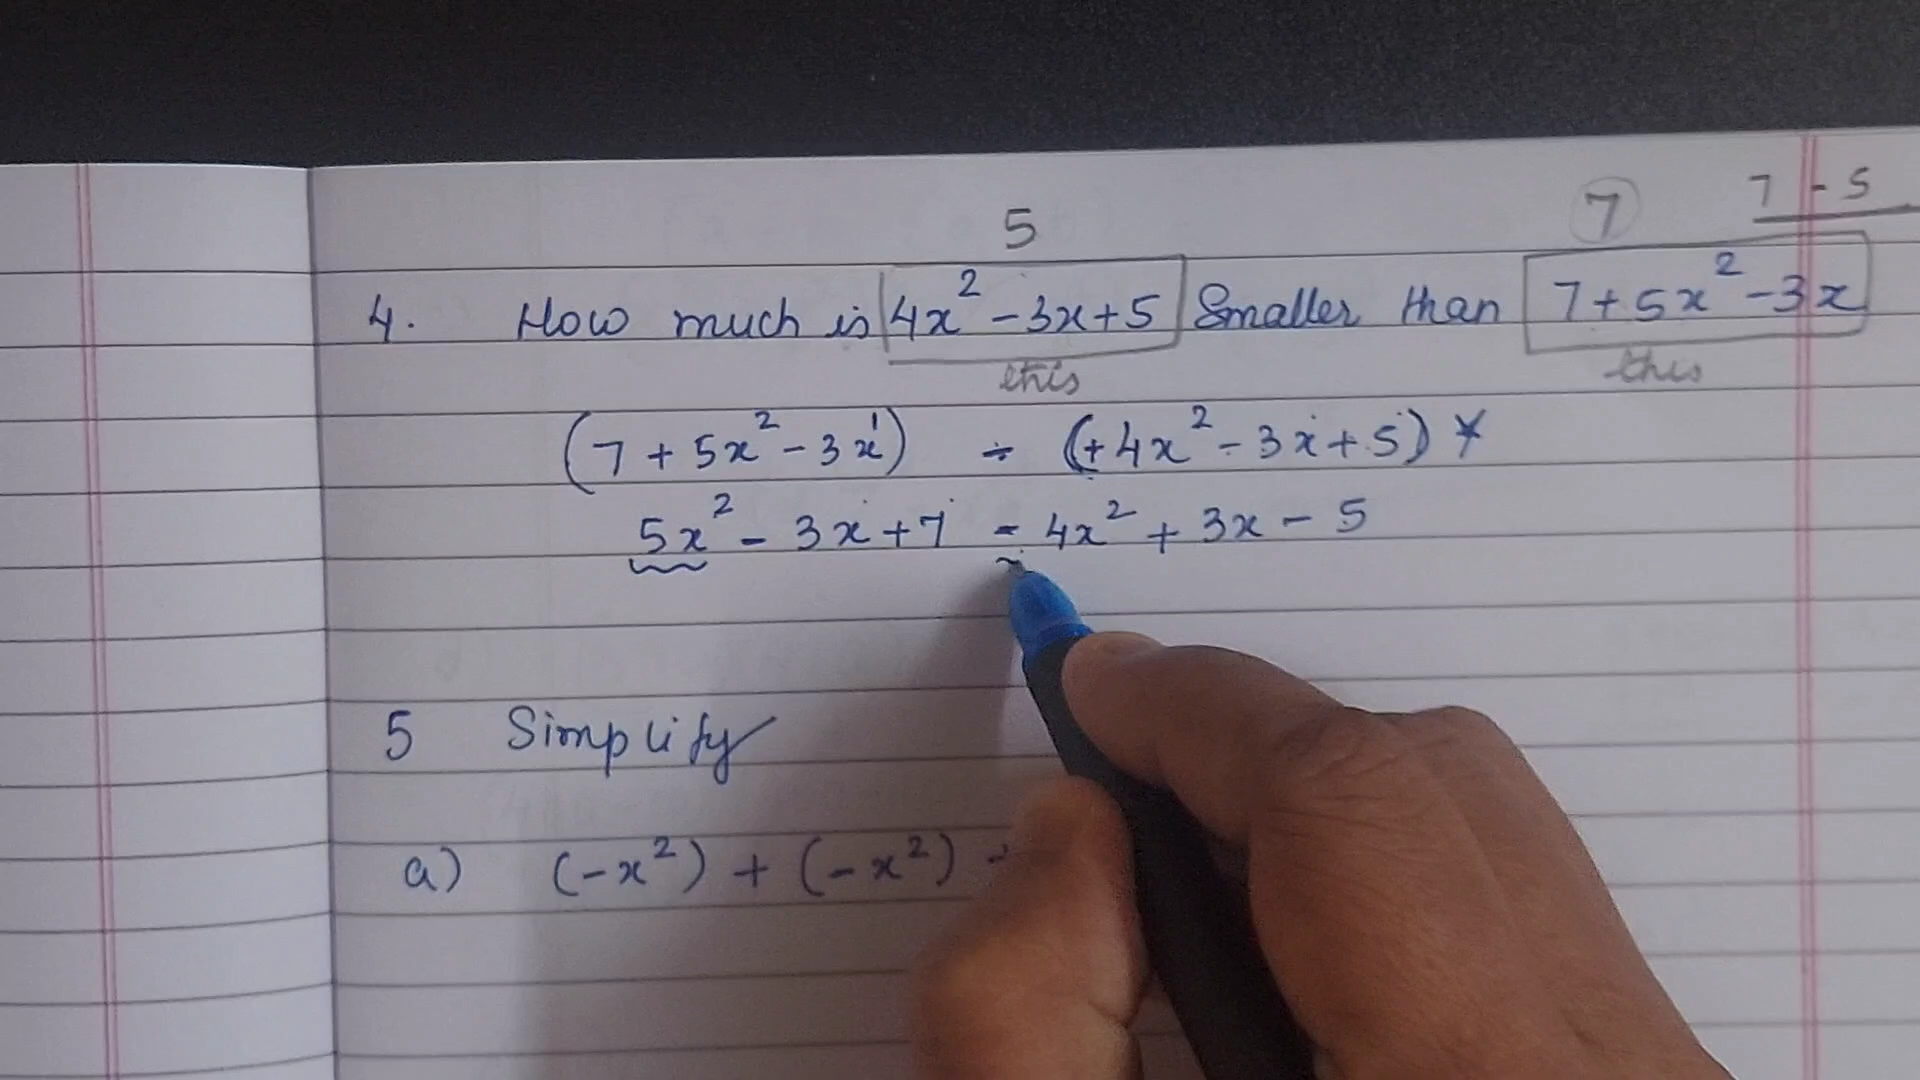 5 7 7 - 5
4. How much is 4x² - 3x + 5 Smaller than 7 + 5x² - 3x
this this
(7 + 5x² - 3x¹) - (+4x² - 3x + 5) *
5x² - 3x + 7 - 4x² + 3x - 5
5 Simplify
a) (-x²) + (-x²)